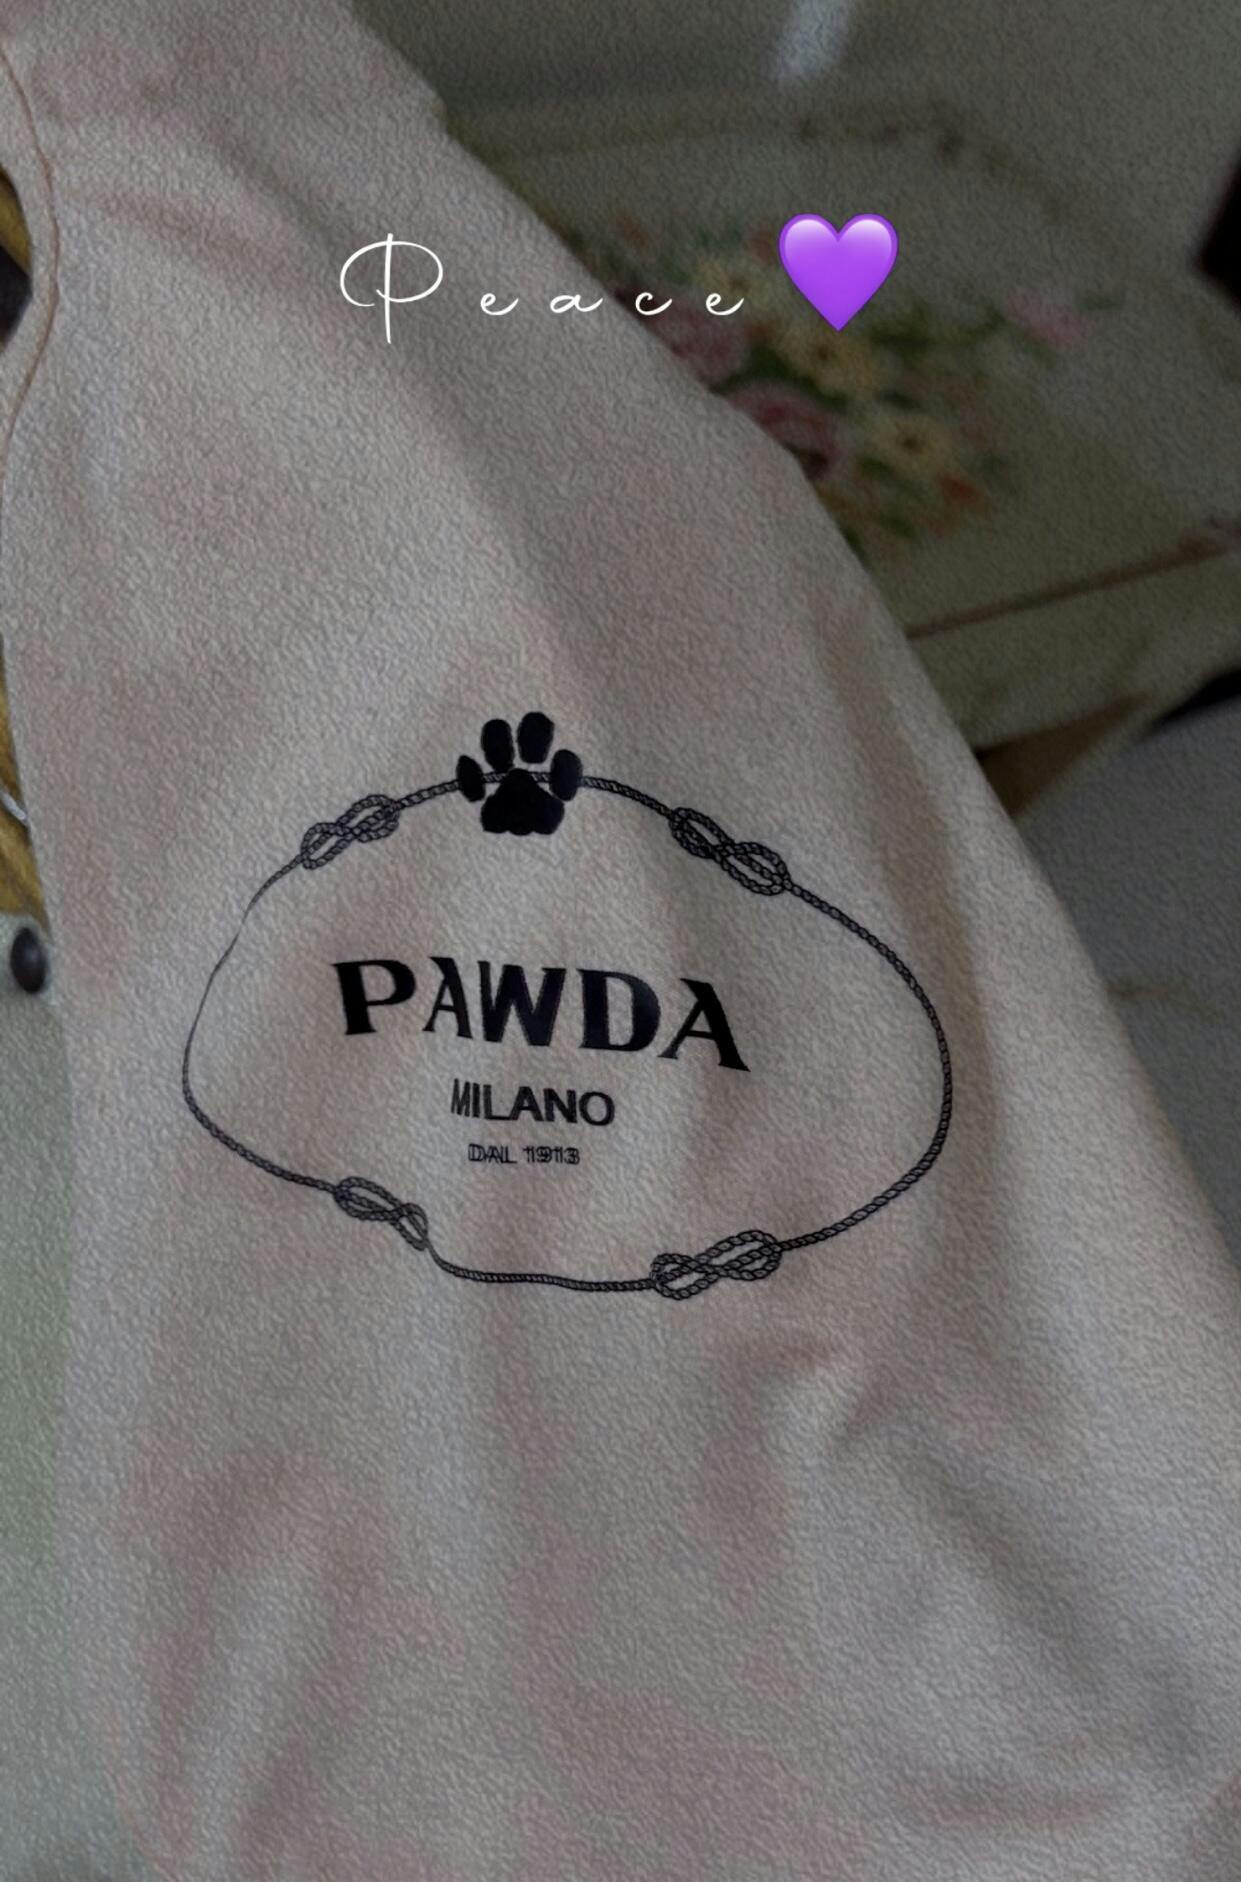 Peace 💜
PAWDA
MILANO
DAL 1913